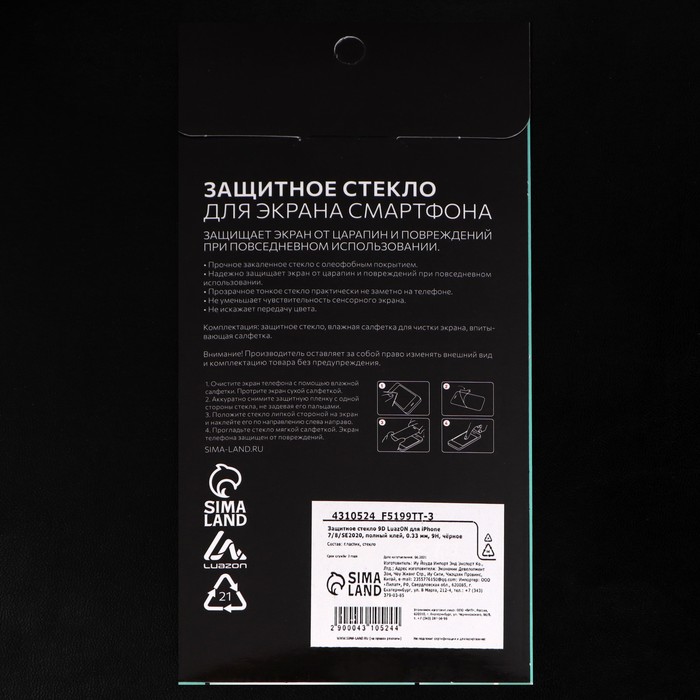 ЗАЩИТНОЕ СТЕКЛО
ДЛЯ ЭКРАНА СМАРТФОНА
ЗАЩИЩАЕТ ЭКРАН ОТ ЦАРАПИН И ПОВРЕЖДЕНИЙ
ПРИ ПОВСЕДНЕВНОМ ИСПОЛЬЗОВАНИИ.
• Прочное закаленное стекло с олеофобным покрытием.
• Надежно защищает экран от царапин и повреждений при повседневном
использовании.
• Прозрачное тонкое стекло практически не заметно на телефоне.
• Не уменьшает чувствительность сенсорного экрана.
• Не искажает передачу цвета.
Комплектация: защитное стекло, влажная салфетка для чистки экрана, впиты-
вающая салфетка.
Внимание! Производитель оставляет за собой право изменять внешний вид
и комплектацию товара без предупреждений.
1. Очистите экран телефона с помощью влажной
салфетки. Протрите экран сухой салфеткой.
2. Аккуратно снимите защитную пленку с одной
стороны стекла, не задевая его пальцами.
3. Положите стекло липкой стороной на экран
и наклейте его по направлению слева направо.
4. Прогладьте стекло мягкой салфеткой. Экран
телефона защищен от повреждений.
SIMA-LAND.RU
1
2
3
4
SIMA
LAND
LUAZON
21
4310524 F5199TT-3
Защитное стекло 9D LuazON для iPhone
7/8/SE2020, полный клей, 0.33 мм, 9H, чёрное
Состав: пластик, стекло
SIMA
LAND
2 900043 105244